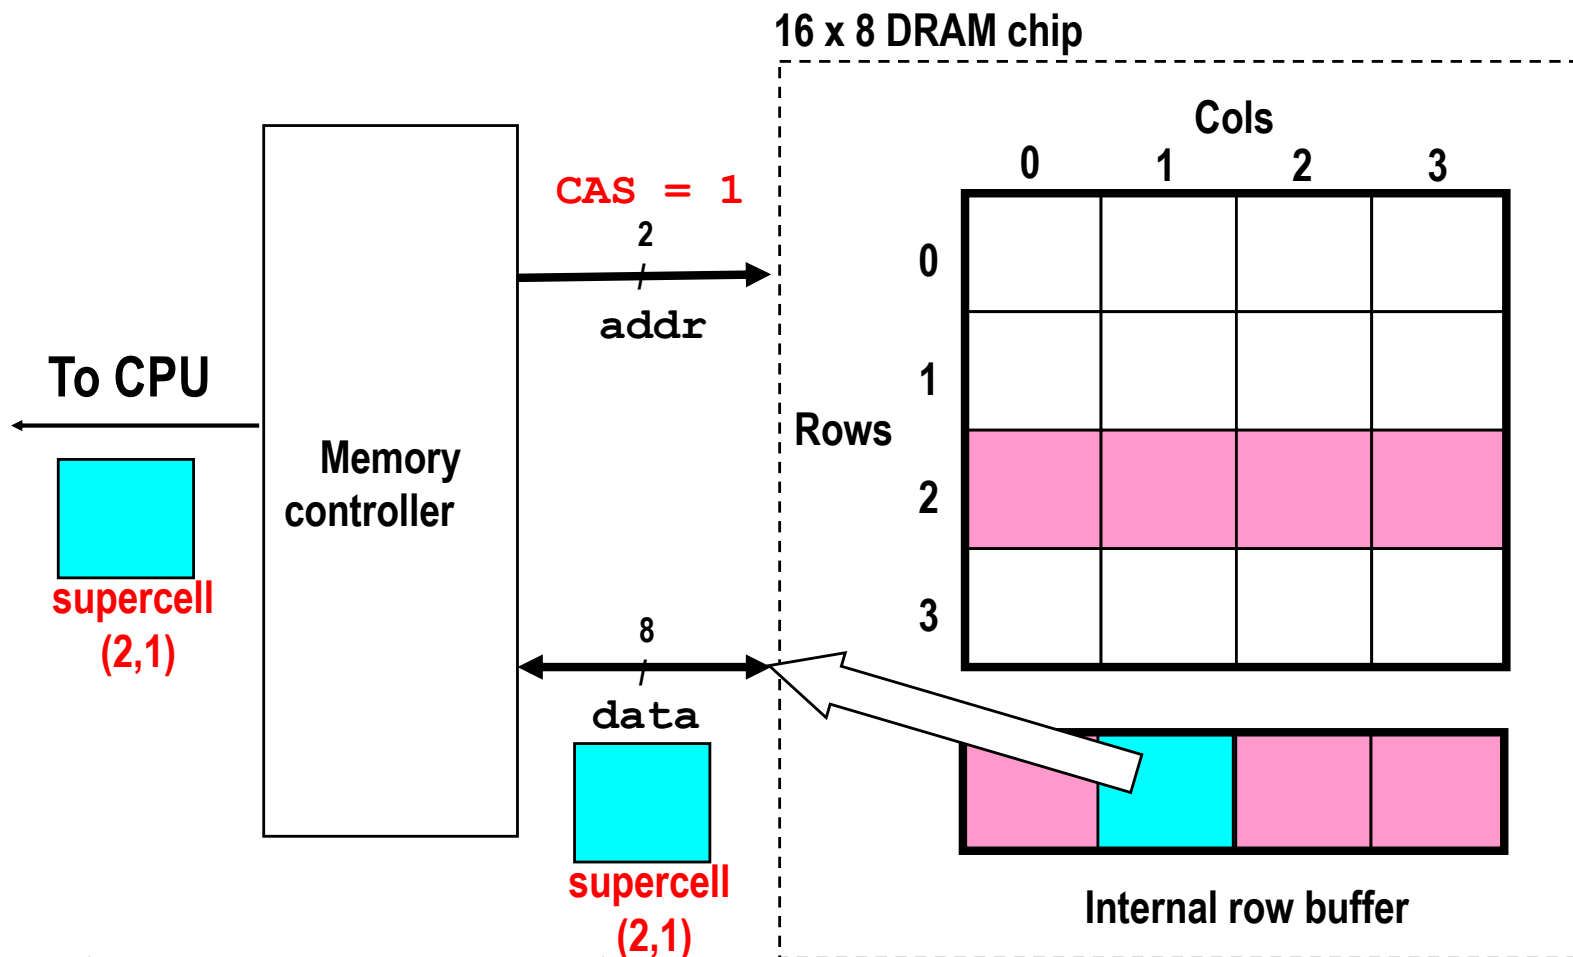 16 x 8 DRAM chip
Cols
0 1 2 3
CAS = 1
2
addr
0
1
Rows
2
3
To CPU
Memory
controller
supercell
(2,1)
8
data
supercell
(2,1)
Internal row buffer